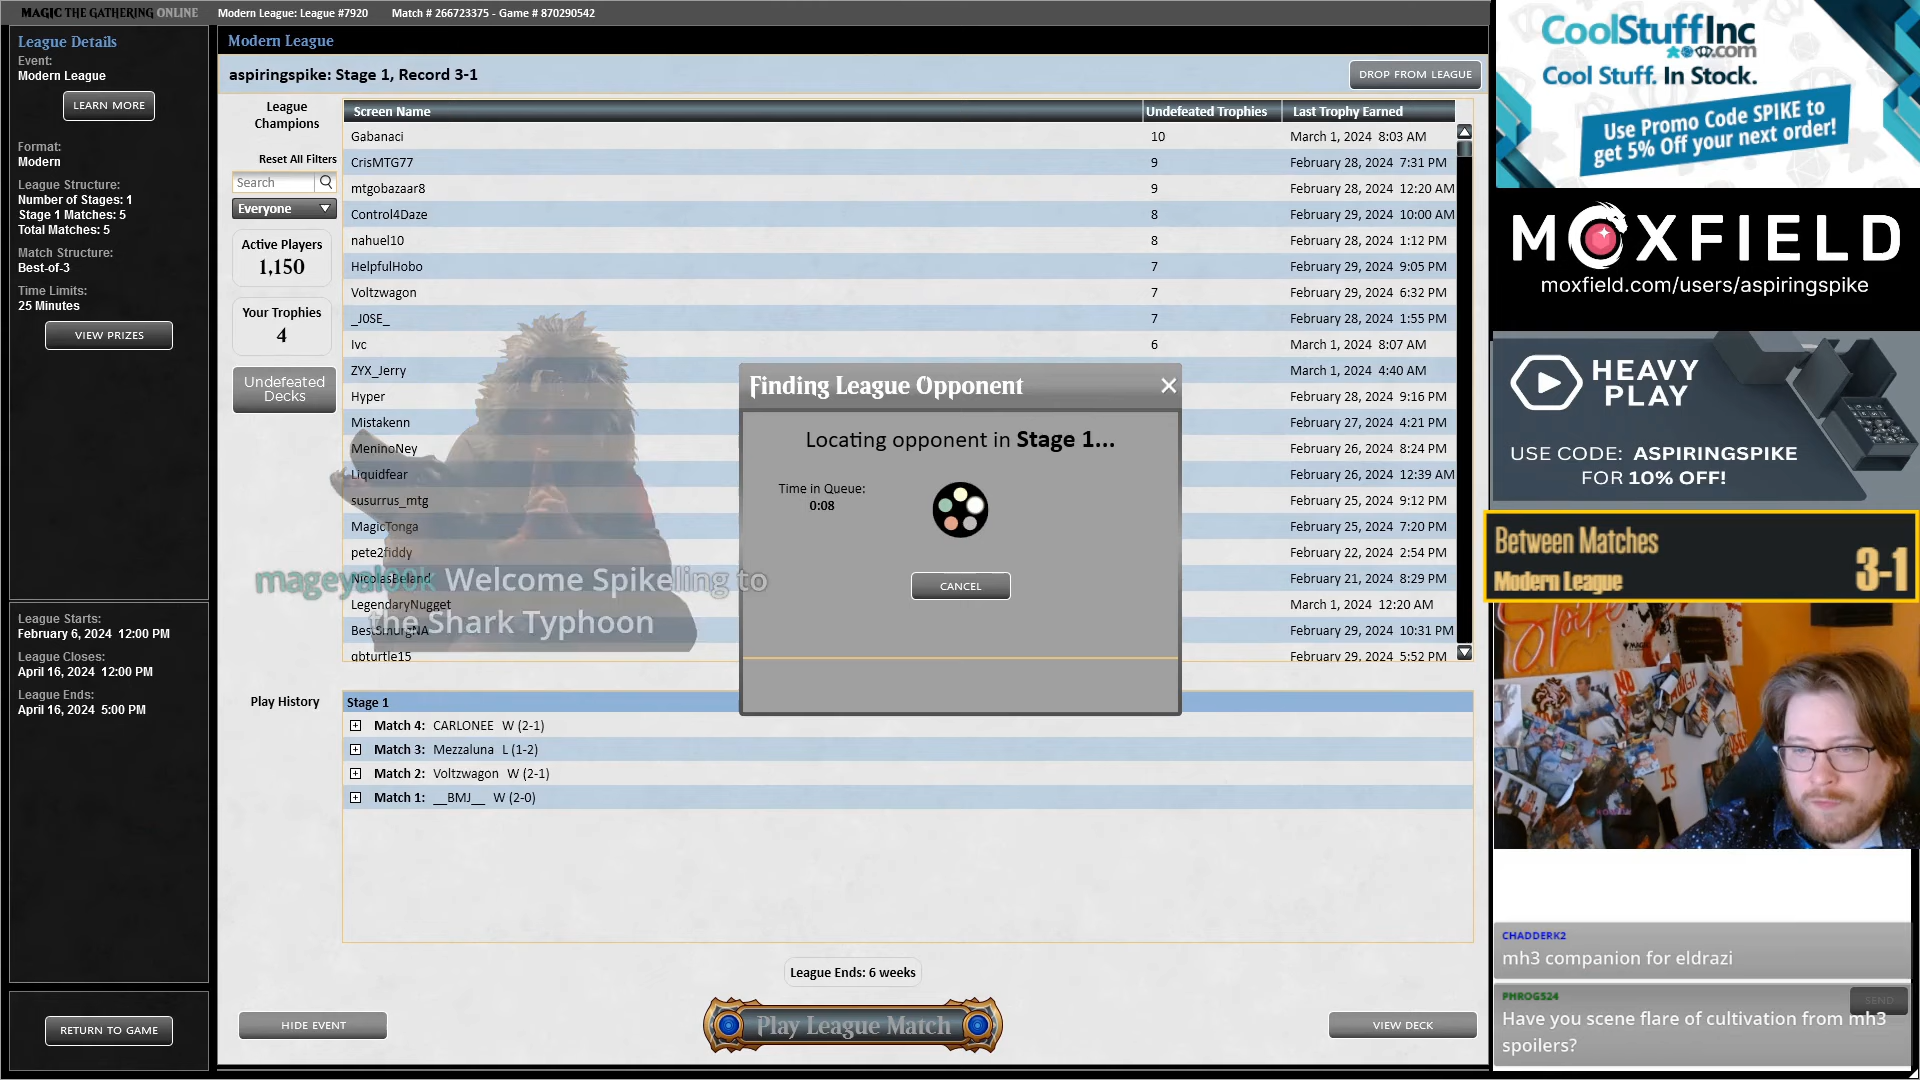 MAGIC THE GATHERING ONLINE
Modern League: League #7920
Match # 266723375 - Game # 870290542
League Details
Event:
Modern League
LEARN MORE
Format:
Modern
League Structure:
Number of Stages: 1
Stage 1 Matches: 5
Total Matches: 5
Match Structure:
Best-of-3
Time Limits:
25 Minutes
VIEW PRIZES
League Starts:
February 6, 2024 12:00 PM
League Closes:
April 16, 2024 12:00 PM
League Ends:
April 16, 2024 5:00 PM
RETURN TO GAME
Modern League
aspiringspike: Stage 1, Record 3-1
DROP FROM LEAGUE
League
Champions
Reset All Filters
Search
Everyone
Active Players
1,150
Your Trophies
4
Undefeated
Decks
Screen Name Undefeated Trophies Last Trophy Earned
Gabanaci 10 March 1, 2024 8:03 AM
CrisMTG77 9 February 28, 2024 7:31 PM
mtgobazaar8 9 February 28, 2024 12:20 AM
Control4Daze 8 February 29, 2024 10:00 AM
nahuel10 8 February 28, 2024 1:12 PM
HelpfulHobo 7 February 29, 2024 9:05 PM
Voltzwagon 7 February 29, 2024 6:32 PM
_J0SE_ 7 February 28, 2024 1:55 PM
lvc 6 March 1, 2024 8:07 AM
ZYX_Jerry March 1, 2024 4:40 AM
Hyper February 28, 2024 9:16 PM
Mistakenn February 27, 2024 4:21 PM
MeninoNey February 26, 2024 8:24 PM
Liquidfear February 26, 2024 12:39 AM
susurrus_mtg February 25, 2024 9:12 PM
MagicTonga February 25, 2024 7:20 PM
pete2fiddy February 22, 2024 2:54 PM
NicolasBeland February 21, 2024 8:29 PM
LegendaryNugget March 1, 2024 12:20 AM
BestSmurgNA February 29, 2024 10:31 PM
gbturtle15 February 29, 2024 5:52 PM
mageyal00k Welcome Spikeling to
the Shark Typhoon
Finding League Opponent
Locating opponent in Stage 1...
Time in Queue:
0:08
CANCEL
Play History
Stage 1
Match 4: CARLONEE W (2-1)
Match 3: Mezzaluna L (1-2)
Match 2: Voltzwagon W (2-1)
Match 1: __BMJ__ W (2-0)
League Ends: 6 weeks
HIDE EVENT
Play League Match
VIEW DECK
CoolStuffInc
.com
Cool Stuff. In Stock.
Use Promo Code SPIKE to
get 5% Off your next order!
MOXFIELD
moxfield.com/users/aspiringspike
HEAVY
PLAY
USE CODE: ASPIRINGSPIKE
FOR 10% OFF!
Between Matches
Modern League
3-1
CHADDERK2
mh3 companion for eldrazi
PHROG524
SEND
Have you scene flare of cultivation from mh3
spoilers?